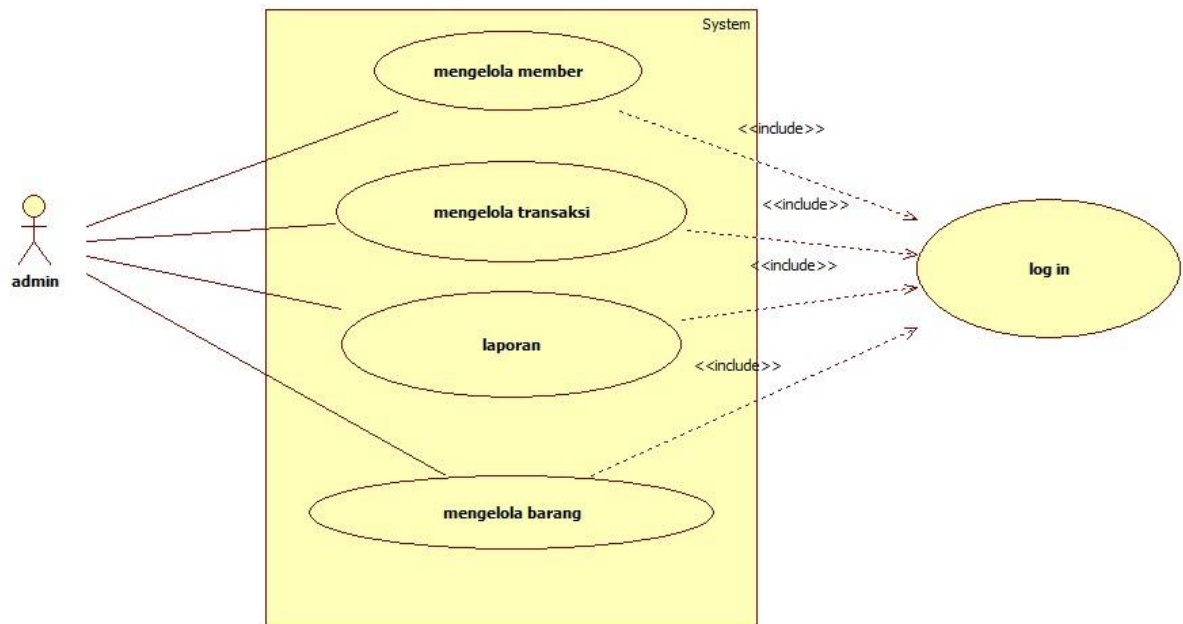 System
mengelola member
<<include>>
mengelola transaksi
<<include>>
admin
<<include>>
log in
laporan
<<include>>
mengelola barang